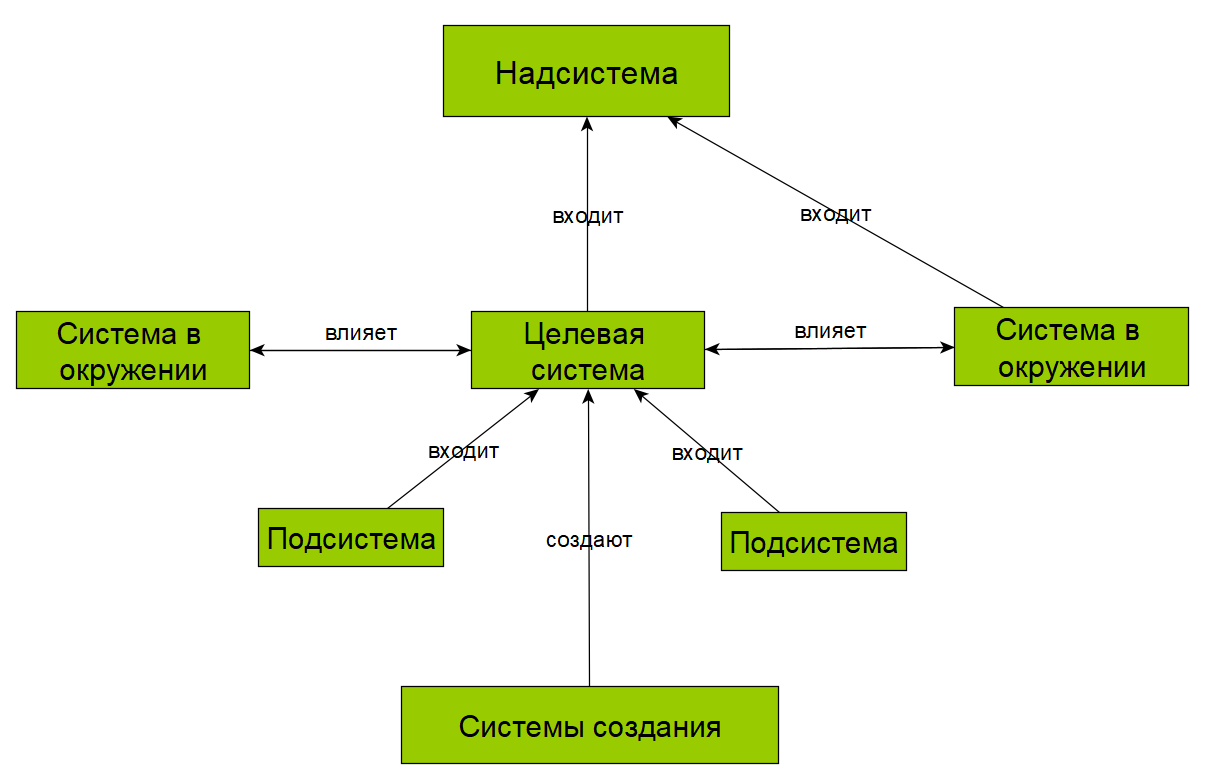 Надсистема
входит
входит
Система в
окружении
влияет
Целевая
система
влияет
Система в
окружении
входит
входит
Подсистема
создают
Подсистема
Системы создания